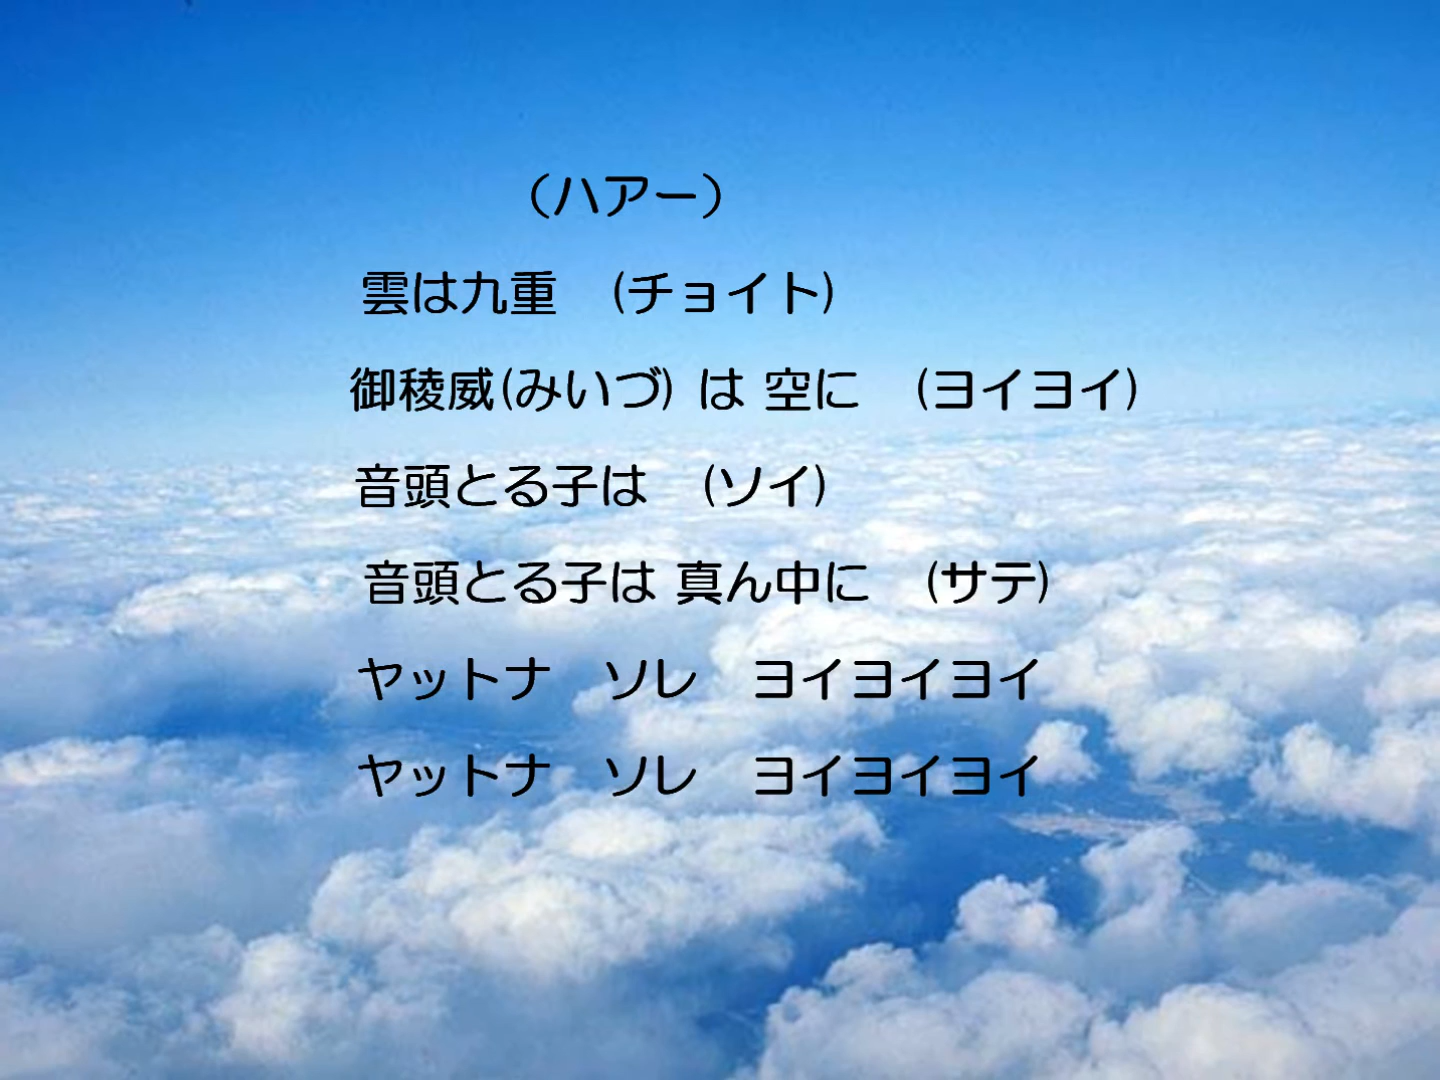 （ハアー）
雲は九重　(チョイト)
御稜威(みいづ) は 空に　(ヨイヨイ)
音頭とる子は　(ソイ)
音頭とる子は 真ん中に　(サテ)
ヤットナ　ソレ　ヨイヨイヨイ
ヤットナ　ソレ　ヨイヨイヨイ